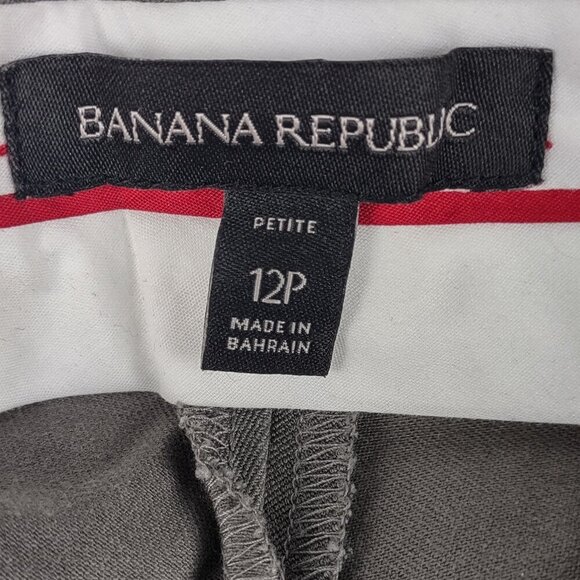 BANANA REPUBLIC
PETITE
12P
MADE IN
BAHRAIN